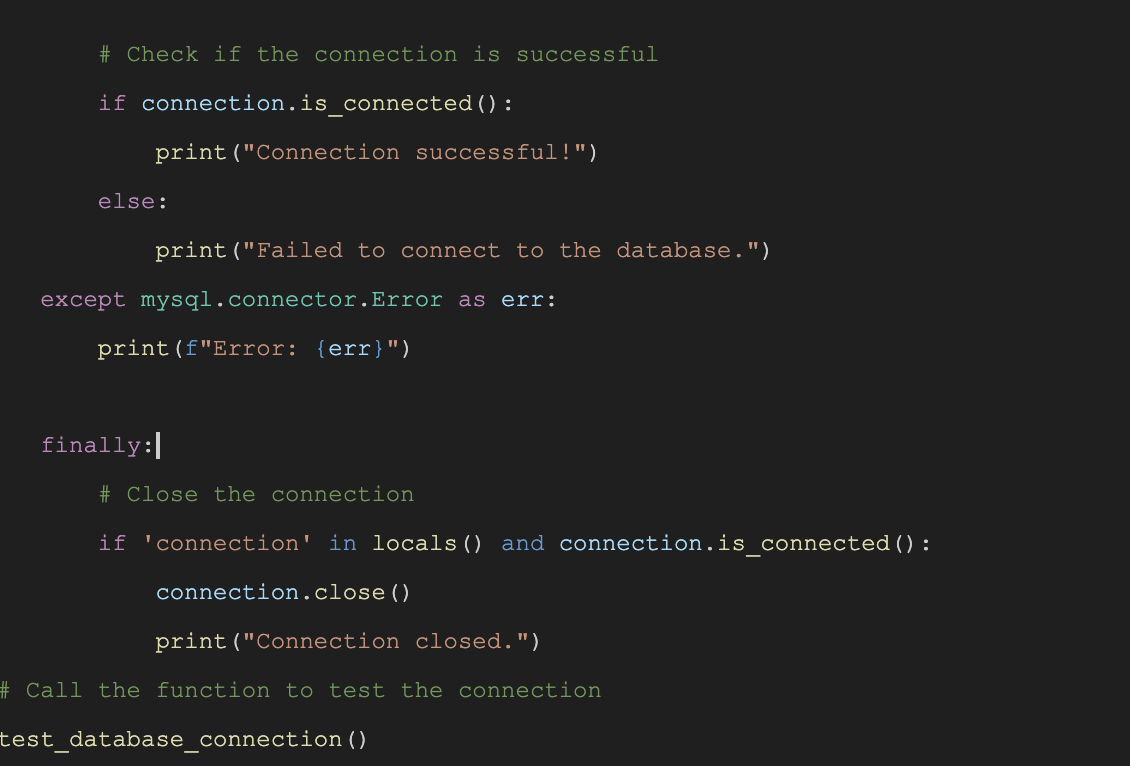 # Check if the connection is successful
if connection.is_connected():
print("Connection successful!")
else:
print("Failed to connect to the database.")
except mysql.connector.Error as err:
print(f"Error: {err}")
finally:
# Close the connection
if 'connection' in locals() and connection.is_connected():
connection.close()
print("Connection closed.")
# Call the function to test the connection
test_database_connection()